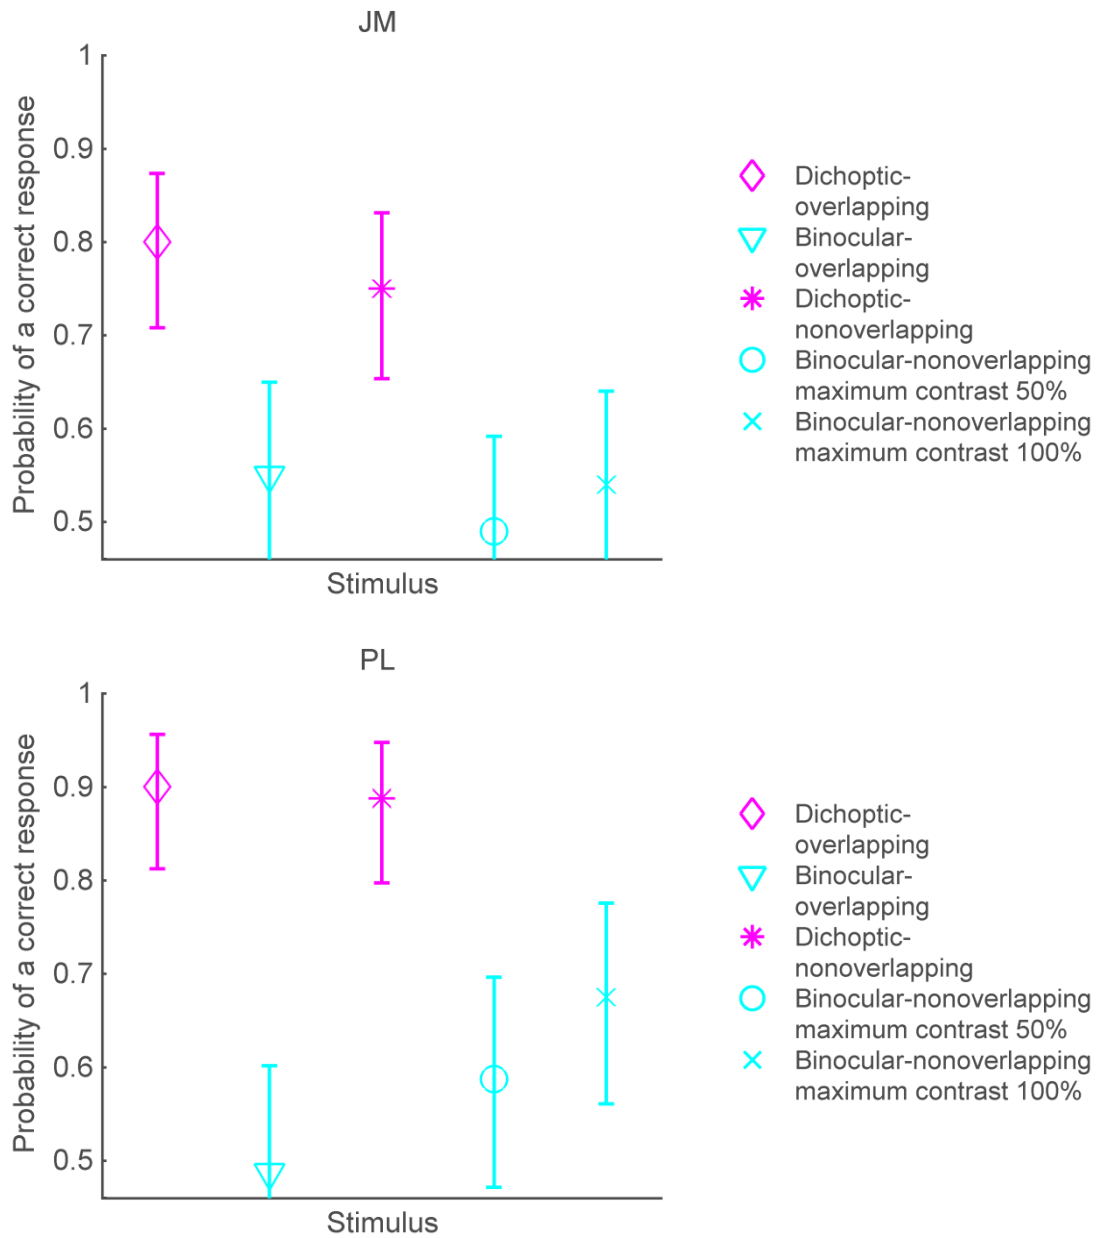 JM
Probability of a correct response
1
0.9
0.8
0.7
0.6
0.5
Stimulus
Dichoptic-
overlapping
Binocular-
overlapping
Dichoptic-
nonoverlapping
Binocular-nonoverlapping
maximum contrast 50%
Binocular-nonoverlapping
maximum contrast 100%
PL
Probability of a correct response
1
0.9
0.8
0.7
0.6
0.5
Stimulus
Dichoptic-
overlapping
Binocular-
overlapping
Dichoptic-
nonoverlapping
Binocular-nonoverlapping
maximum contrast 50%
Binocular-nonoverlapping
maximum contrast 100%